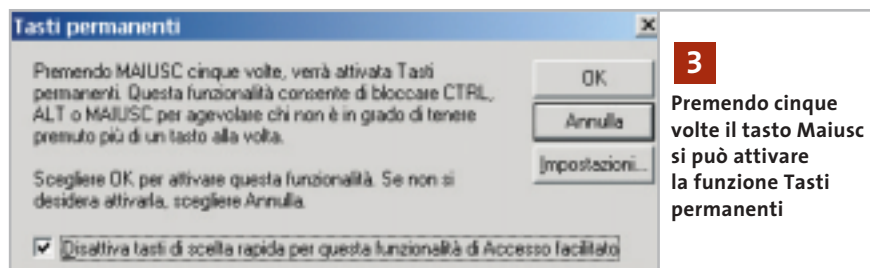 Tasti permanenti
Premendo MAIUSC cinque volte, verrà attivata Tasti
permanenti. Questa funzionalità consente di bloccare CTRL,
ALT o MAIUSC per agevolare chi non è in grado di tenere
premuto più di un tasto alla volta.
Scegliere OK per attivare questa funzionalità. Se non si
desidera attivarla, scegliere Annulla.
Disattiva tasti di scelta rapida per questa funzionalità di Accesso facilitato
OK
Annulla
Impostazioni...
3
Premendo cinque
volte il tasto Maiusc
si può attivare
la funzione Tasti
permanenti